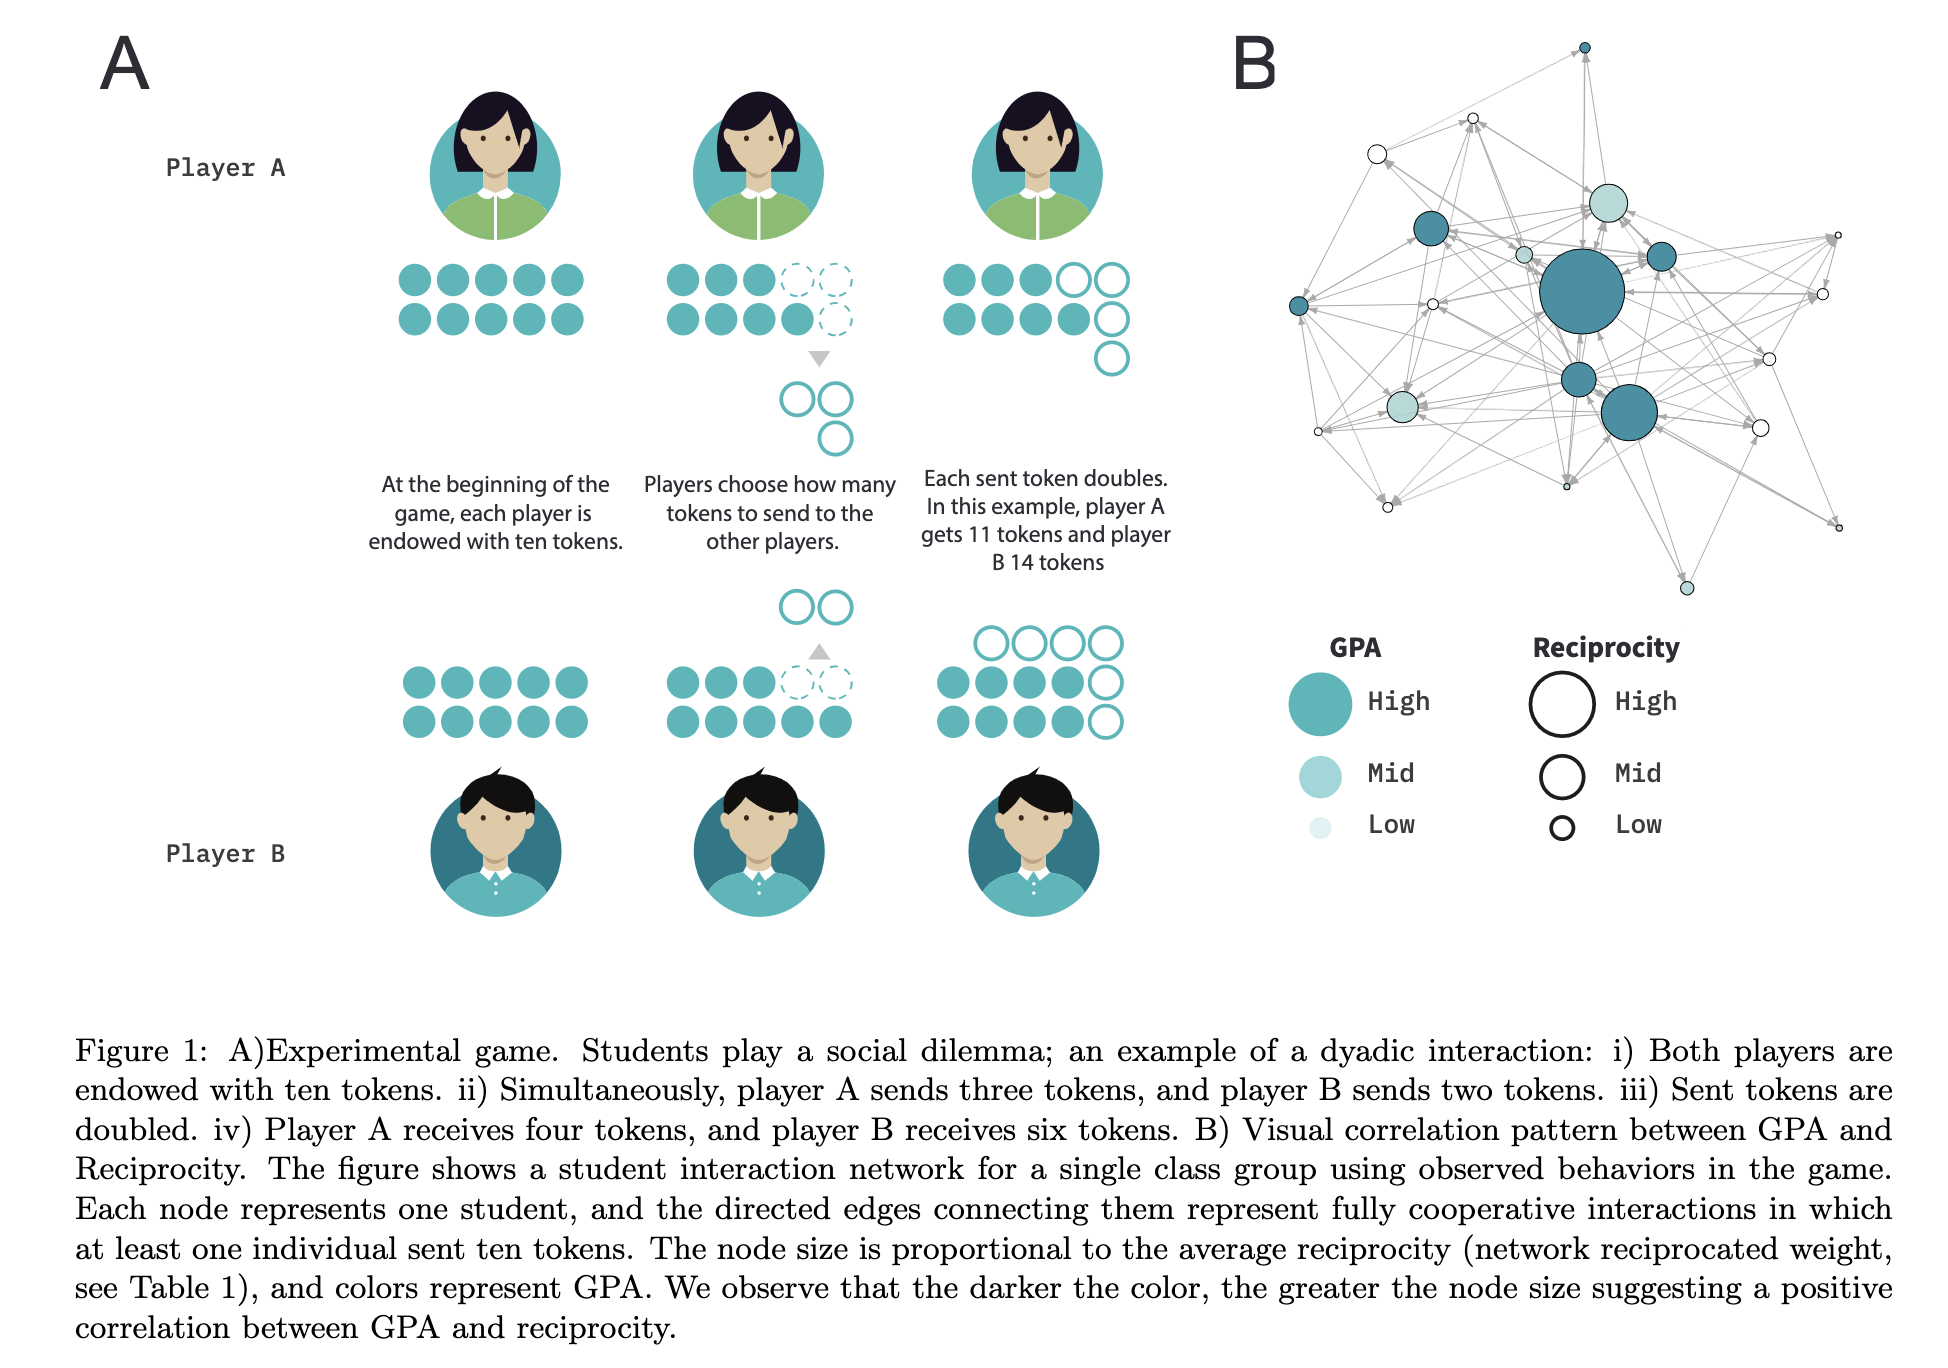 A
B
Player A
At the beginning of the
game, each player is
endowed with ten tokens.
Players choose how many
tokens to send to the
other players.
Each sent token doubles.
In this example, player A
gets 11 tokens and player
B 14 tokens
Player B
GPA
High
Mid
Low
Reciprocity
High
Mid
Low
Figure 1: A)Experimental game. Students play a social dilemma; an example of a dyadic interaction: i) Both players are
endowed with ten tokens. ii) Simultaneously, player A sends three tokens, and player B sends two tokens. iii) Sent tokens are
doubled. iv) Player A receives four tokens, and player B receives six tokens. B) Visual correlation pattern between GPA and
Reciprocity. The figure shows a student interaction network for a single class group using observed behaviors in the game.
Each node represents one student, and the directed edges connecting them represent fully cooperative interactions in which
at least one individual sent ten tokens. The node size is proportional to the average reciprocity (network reciprocated weight,
see Table 1), and colors represent GPA. We observe that the darker the color, the greater the node size suggesting a positive
correlation between GPA and reciprocity.